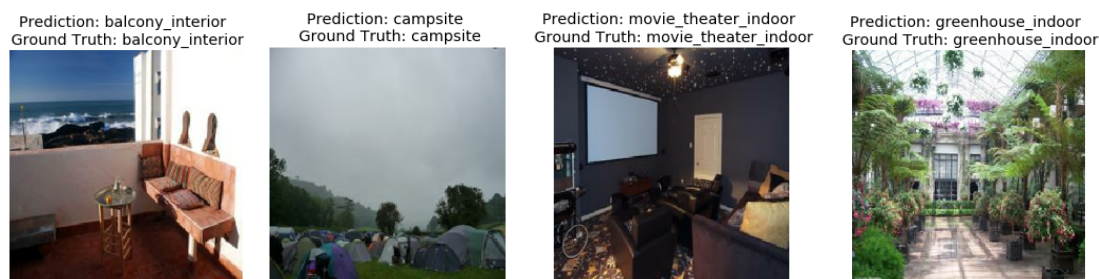 Prediction: balcony_interior
Ground Truth: balcony_interior
Prediction: campsite
Ground Truth: campsite
Prediction: movie_theater_indoor
Ground Truth: movie_theater_indoor
Prediction: greenhouse_indoor
Ground Truth: greenhouse_indoor